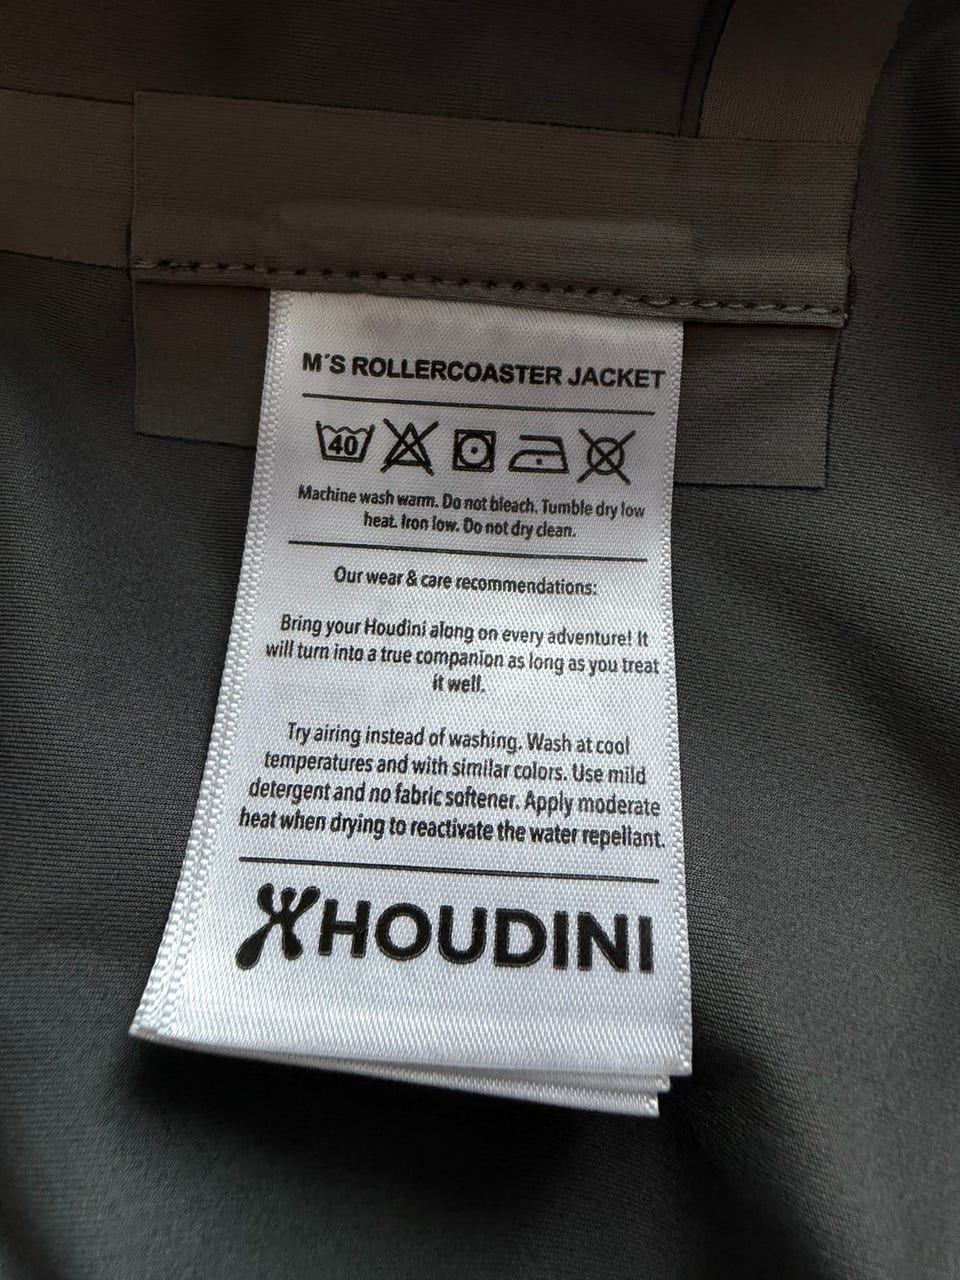 M´S ROLLERCOASTER JACKET
40
Machine wash warm. Do not bleach. Tumble dry low
heat. Iron low. Do not dry clean.
Our wear & care recommendations:
Bring your Houdini along on every adventure! It
will turn into a true companion as long as you treat
it well.
Try airing instead of washing. Wash at cool
temperatures and with similar colors. Use mild
detergent and no fabric softener. Apply moderate
heat when drying to reactivate the water repellant.
HOUDINI